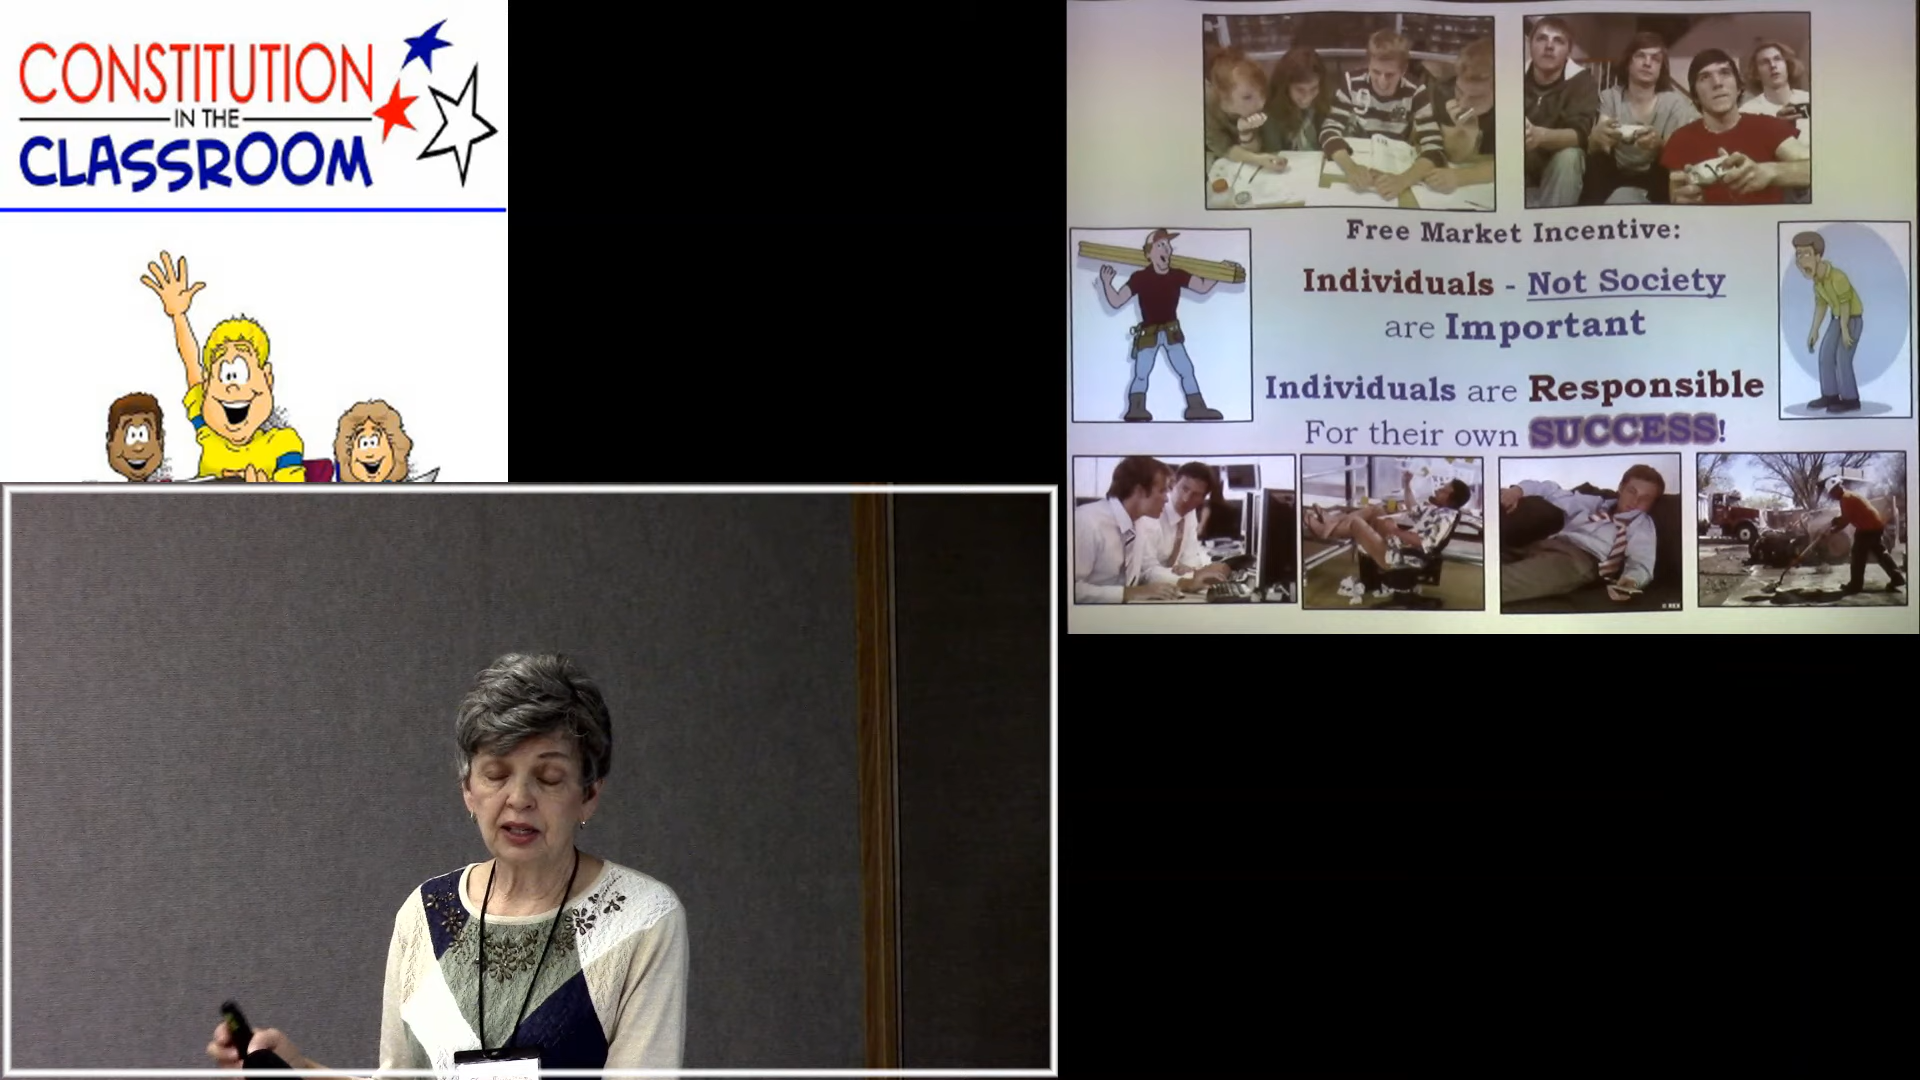 CONSTITUTION
IN THE
CLASSROOM
Free Market Incentive:
Individuals - Not Society
are Important
Individuals are Responsible
For their own SUCCESS!